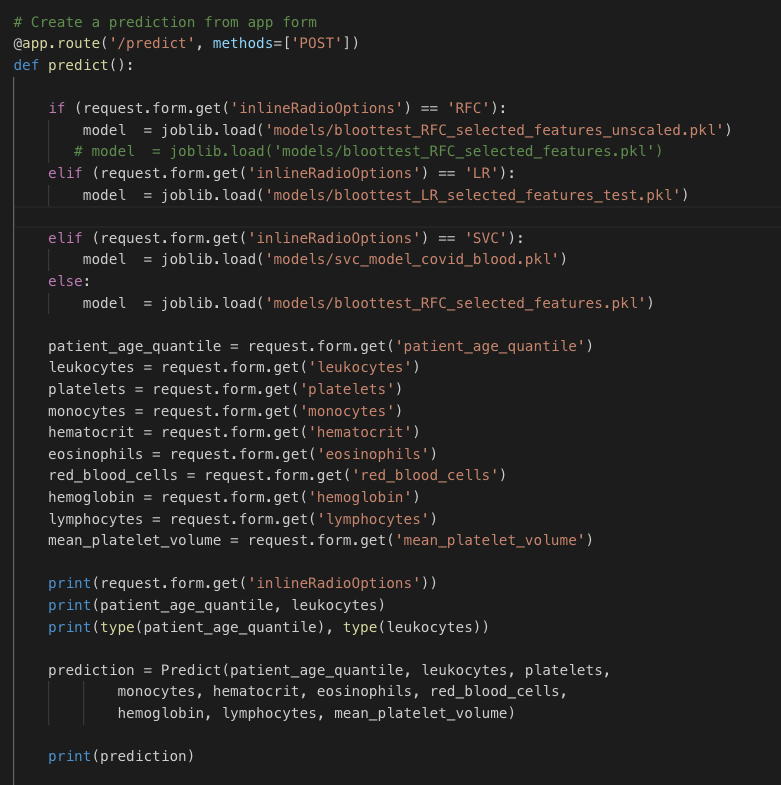 # Create a prediction from app form
@app.route('/predict', methods=['POST'])
def predict():
    if (request.form.get('inlineRadioOptions') == 'RFC'):
        model  = joblib.load('models/bloottest_RFC_selected_features_unscaled.pkl')
       # model  = joblib.load('models/bloottest_RFC_selected_features.pkl')
    elif (request.form.get('inlineRadioOptions') == 'LR'):
        model  = joblib.load('models/bloottest_LR_selected_features_test.pkl')
    elif (request.form.get('inlineRadioOptions') == 'SVC'):
        model  = joblib.load('models/svc_model_covid_blood.pkl')
    else:
        model  = joblib.load('models/bloottest_RFC_selected_features.pkl')
    patient_age_quantile = request.form.get('patient_age_quantile')
    leukocytes = request.form.get('leukocytes')
    platelets = request.form.get('platelets')
    monocytes = request.form.get('monocytes')
    hematocrit = request.form.get('hematocrit')
    eosinophils = request.form.get('eosinophils')
    red_blood_cells = request.form.get('red_blood_cells')
    hemoglobin = request.form.get('hemoglobin')
    lymphocytes = request.form.get('lymphocytes')
    mean_platelet_volume = request.form.get('mean_platelet_volume')
    print(request.form.get('inlineRadioOptions'))
    print(patient_age_quantile, leukocytes)
    print(type(patient_age_quantile), type(leukocytes))
    prediction = Predict(patient_age_quantile, leukocytes, platelets,
            monocytes, hematocrit, eosinophils, red_blood_cells,
            hemoglobin, lymphocytes, mean_platelet_volume)
    print(prediction)